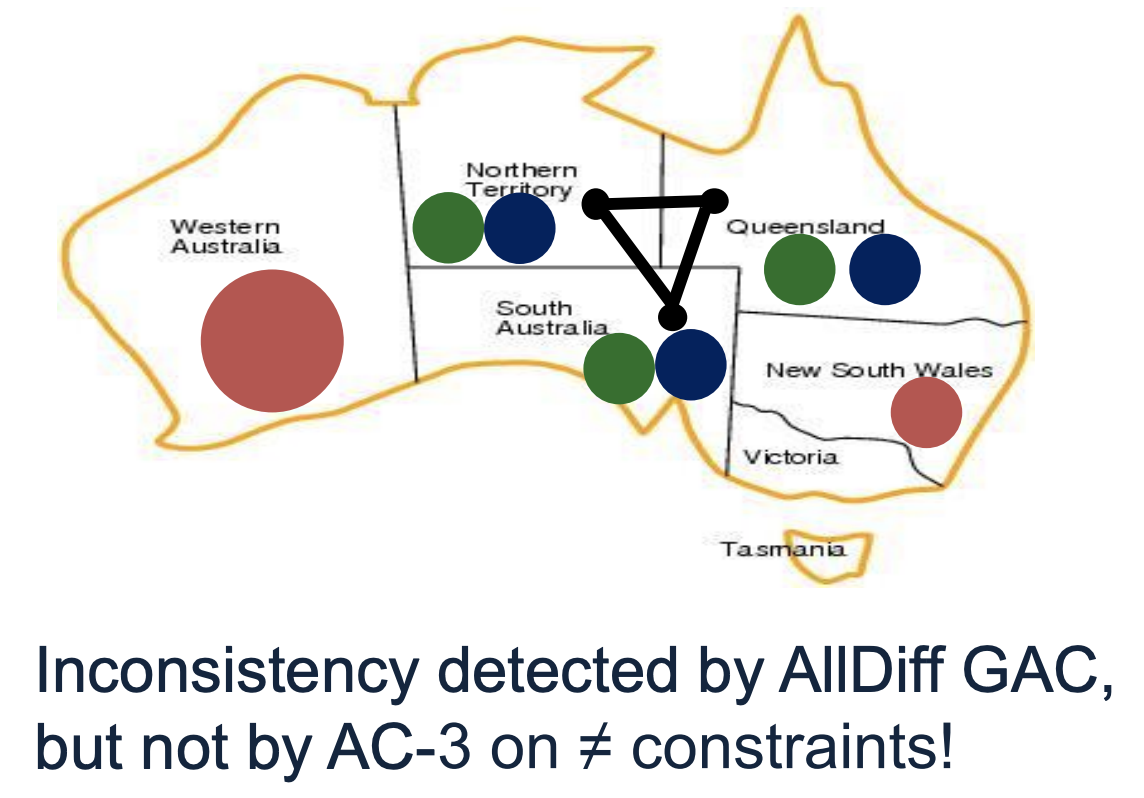 Northern
Territory
Western
Australia
Queensland
South
Australia
New South Wales
Victoria
Tasmania
Inconsistency detected by AllDiff GAC,
but not by AC-3 on ≠ constraints!